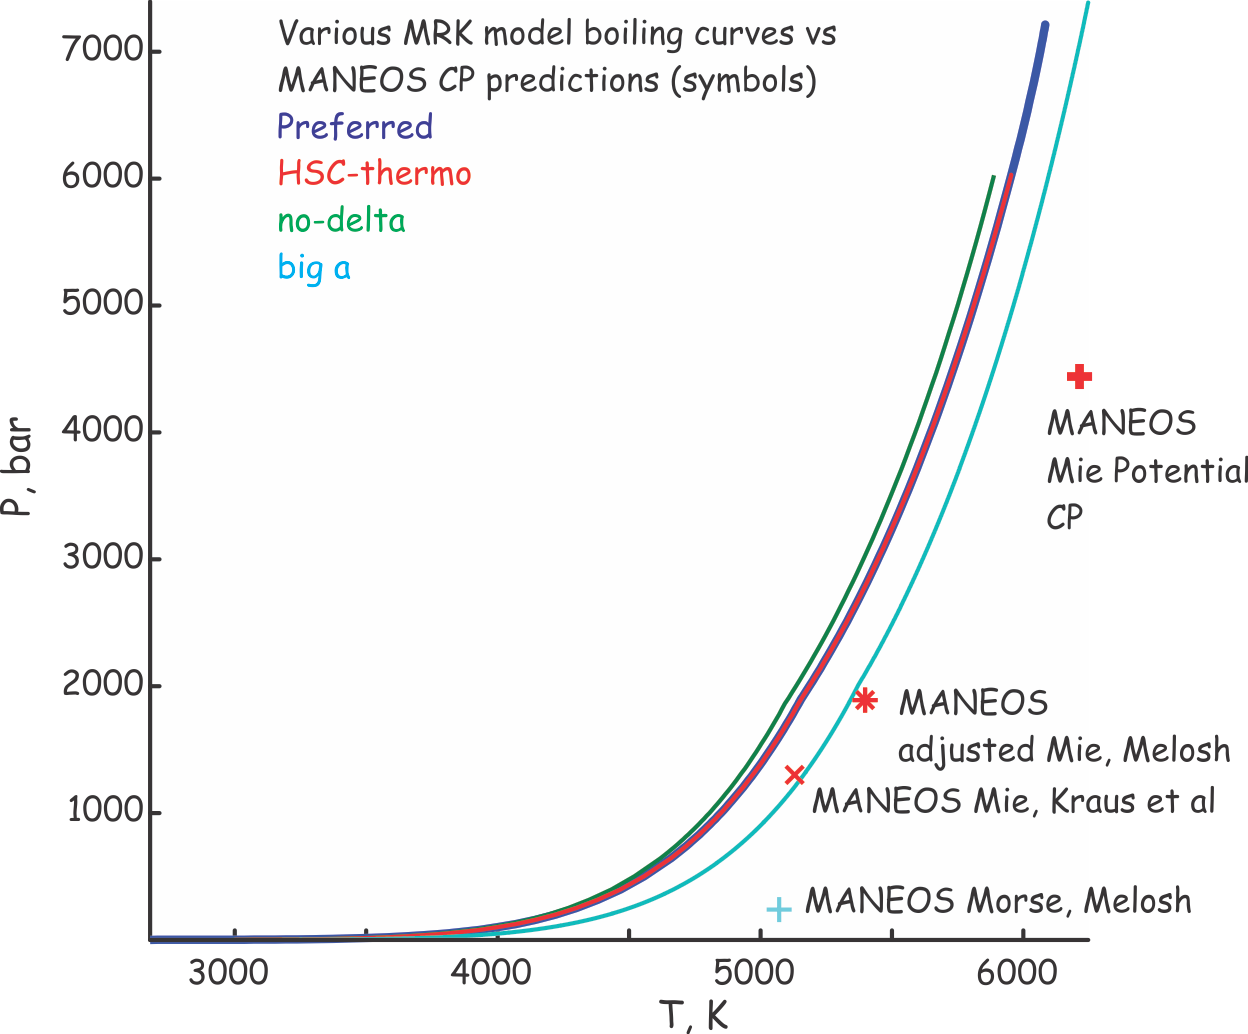 Various MRK model boiling curves vs
MANEOS CP predictions (symbols)
Preferred
HSC-thermo
no-delta
big a
7000
6000
5000
4000
3000
2000
1000
P, bar
MANEOS
Mie Potential
CP
MANEOS
adjusted Mie, Melosh
MANEOS Mie, Kraus et al
MANEOS Morse, Melosh
3000
4000
5000
6000
T, K